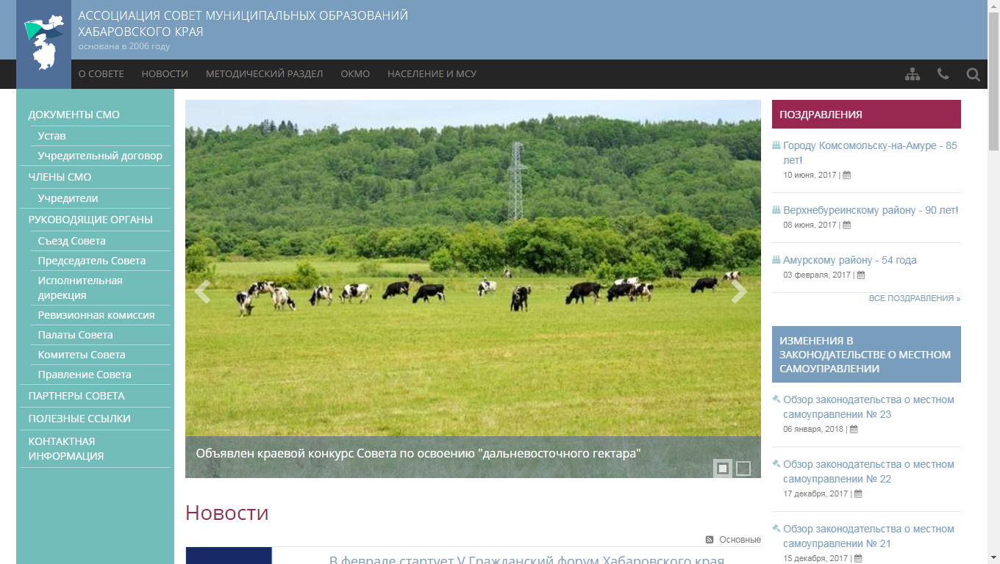 АССОЦИАЦИЯ СОВЕТ МУНИЦИПАЛЬНЫХ ОБРАЗОВАНИЙ
ХАБАРОВСКОГО КРАЯ
основана в 2006 году
О СОВЕТЕ НОВОСТИ МЕТОДИЧЕСКИЙ РАЗДЕЛ ОКМО НАСЕЛЕНИЕ И МСУ
ДОКУМЕНТЫ СМО
Устав
Учредительный договор
ЧЛЕНЫ СМО
Учредители
РУКОВОДЯЩИЕ ОРГАНЫ
Съезд Совета
Председатель Совета
Исполнительная
дирекция
Ревизионная комиссия
Палаты Совета
Комитеты Совета
Правление Совета
ПАРТНЕРЫ СОВЕТА
ПОЛЕЗНЫЕ ССЫЛКИ
КОНТАКТНАЯ
ИНФОРМАЦИЯ
Объявлен краевой конкурс Совета по освоению "дальневосточного гектара"
Новости
Основные
В феврале стартует V Гражданский форум Хабаровского края
ПОЗДРАВЛЕНИЯ
Городу Комсомольску-на-Амуре - 85
лет!
10 июня, 2017 |
Верхнебуреинскому району - 90 лет!
08 июня, 2017 |
Амурскому району - 54 года
03 февраля, 2017 |
ВСЕ ПОЗДРАВЛЕНИЯ »
ИЗМЕНЕНИЯ В
ЗАКОНОДАТЕЛЬСТВЕ О МЕСТНОМ
САМОУПРАВЛЕНИИ
Обзор законодательства о местном
самоуправлении № 23
06 января, 2018 |
Обзор законодательства о местном
самоуправлении № 22
17 декабря, 2017 |
Обзор законодательства о местном
самоуправлении № 21
15 декабря, 2017 |